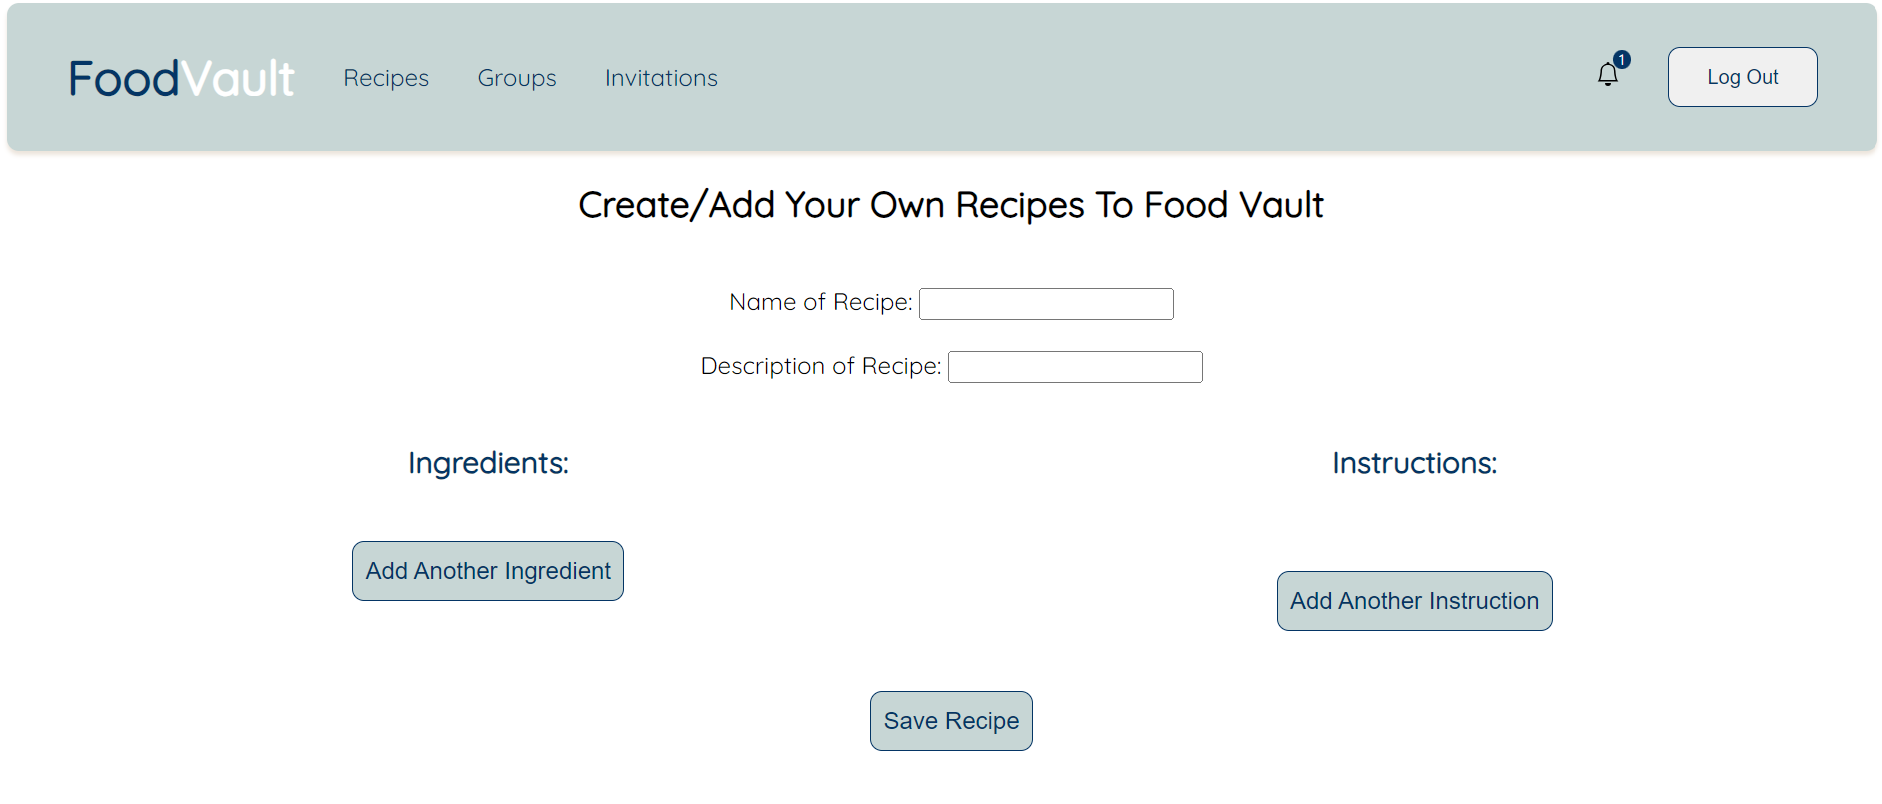 FoodVault Recipes Groups Invitations 1 Log Out
Create/Add Your Own Recipes To Food Vault
Name of Recipe:
Description of Recipe:
Ingredients: Instructions:
Add Another Ingredient
Add Another Instruction
Save Recipe